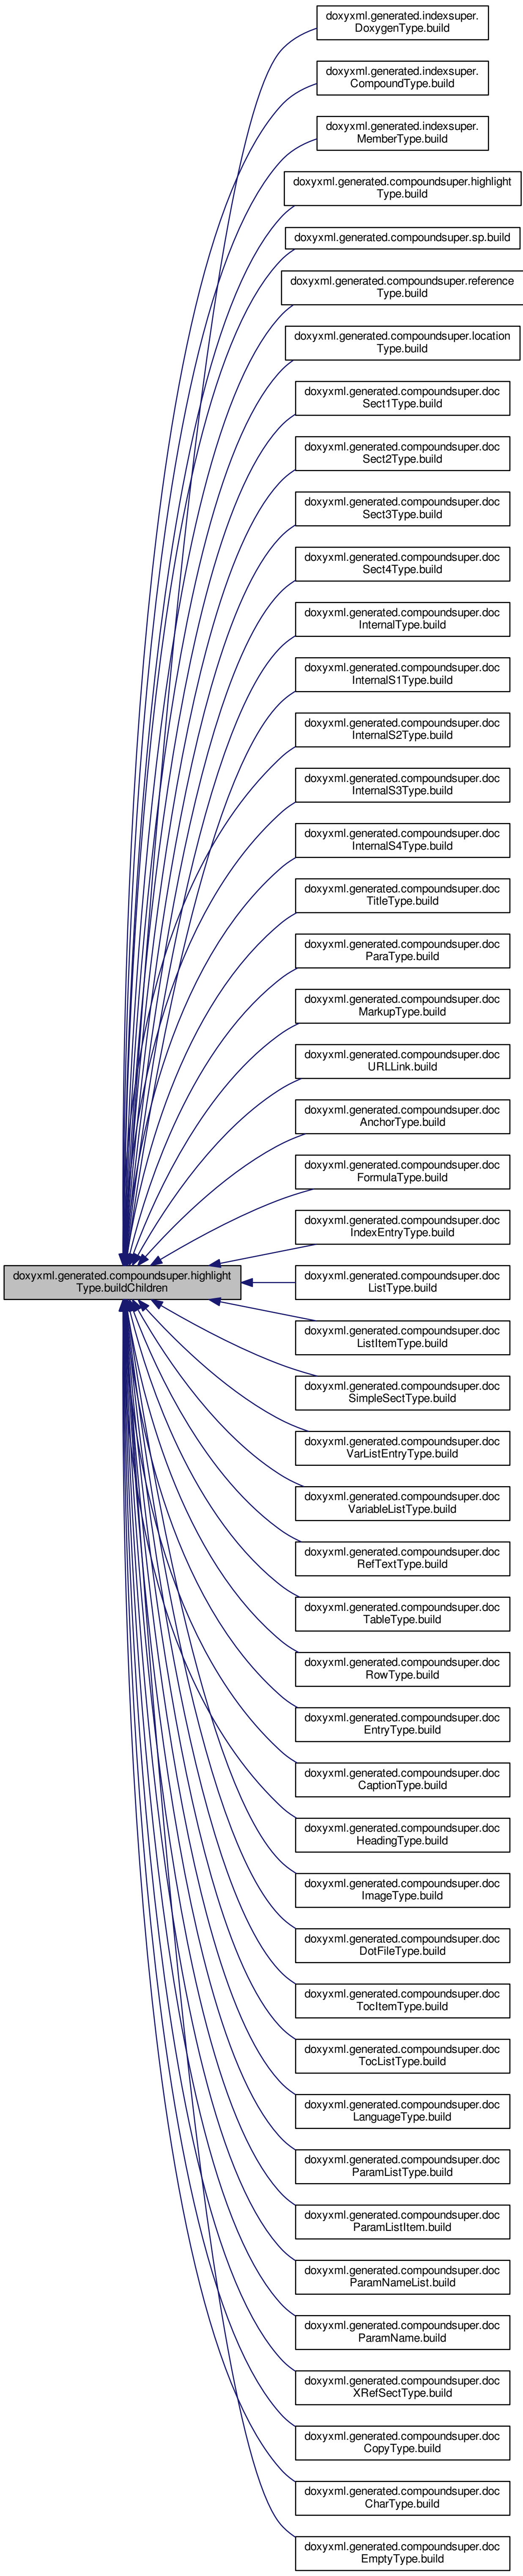 doxyxml.generated.indexsuper.
DoxygenType.build
doxyxml.generated.indexsuper.
CompoundType.build
doxyxml.generated.indexsuper.
MemberType.build
doxyxml.generated.compoundsuper.highlight
Type.build
doxyxml.generated.compoundsuper.sp.build
doxyxml.generated.compoundsuper.reference
Type.build
doxyxml.generated.compoundsuper.location
Type.build
doxyxml.generated.compoundsuper.doc
Sect1Type.build
doxyxml.generated.compoundsuper.doc
Sect2Type.build
doxyxml.generated.compoundsuper.doc
Sect3Type.build
doxyxml.generated.compoundsuper.doc
Sect4Type.build
doxyxml.generated.compoundsuper.doc
InternalType.build
doxyxml.generated.compoundsuper.doc
InternalS1Type.build
doxyxml.generated.compoundsuper.doc
InternalS2Type.build
doxyxml.generated.compoundsuper.doc
InternalS3Type.build
doxyxml.generated.compoundsuper.doc
InternalS4Type.build
doxyxml.generated.compoundsuper.doc
TitleType.build
doxyxml.generated.compoundsuper.doc
ParaType.build
doxyxml.generated.compoundsuper.doc
MarkupType.build
doxyxml.generated.compoundsuper.doc
URLLink.build
doxyxml.generated.compoundsuper.doc
AnchorType.build
doxyxml.generated.compoundsuper.doc
FormulaType.build
doxyxml.generated.compoundsuper.doc
IndexEntryType.build
doxyxml.generated.compoundsuper.highlight
Type.buildChildren
doxyxml.generated.compoundsuper.doc
ListType.build
doxyxml.generated.compoundsuper.doc
ListItemType.build
doxyxml.generated.compoundsuper.doc
SimpleSectType.build
doxyxml.generated.compoundsuper.doc
VarListEntryType.build
doxyxml.generated.compoundsuper.doc
VariableListType.build
doxyxml.generated.compoundsuper.doc
RefTextType.build
doxyxml.generated.compoundsuper.doc
TableType.build
doxyxml.generated.compoundsuper.doc
RowType.build
doxyxml.generated.compoundsuper.doc
EntryType.build
doxyxml.generated.compoundsuper.doc
CaptionType.build
doxyxml.generated.compoundsuper.doc
HeadingType.build
doxyxml.generated.compoundsuper.doc
ImageType.build
doxyxml.generated.compoundsuper.doc
DotFileType.build
doxyxml.generated.compoundsuper.doc
TocItemType.build
doxyxml.generated.compoundsuper.doc
TocListType.build
doxyxml.generated.compoundsuper.doc
LanguageType.build
doxyxml.generated.compoundsuper.doc
ParamListType.build
doxyxml.generated.compoundsuper.doc
ParamListItem.build
doxyxml.generated.compoundsuper.doc
ParamNameList.build
doxyxml.generated.compoundsuper.doc
ParamName.build
doxyxml.generated.compoundsuper.doc
XRefSectType.build
doxyxml.generated.compoundsuper.doc
CopyType.build
doxyxml.generated.compoundsuper.doc
CharType.build
doxyxml.generated.compoundsuper.doc
EmptyType.build